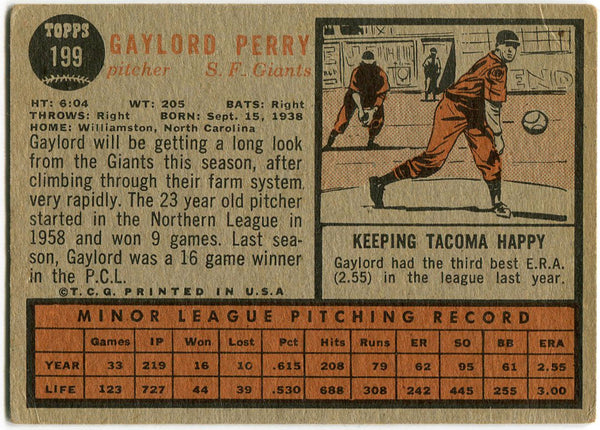 TOPPS
199
GAYLORD PERRY
pitcher S. F. Giants
HT: 6:04 WT: 205 BATS: Right
THROWS: Right BORN: Sept. 15, 1938
HOME: Williamston, North Carolina
Gaylord will be getting a long look
from the Giants this season, after
climbing through their farm system
very rapidly. The 23 year old pitcher
started in the Northern League in
1958 and won 9 games. Last sea-
son, Gaylord was a 16 game winner
in the P.C.L.
©T.C.G. PRINTED IN U.S.A
KEEPING TACOMA HAPPY
Gaylord had the third best E.R.A.
(2.55) in the league last year.
MINOR LEAGUE PITCHING RECORD
Games IP Won Lost Pct Hits Runs ER SO BB ERA
YEAR 33 219 16 10 .615 208 79 62 95 61 2.55
LIFE 123 727 44 39 .530 688 308 242 445 255 3.00